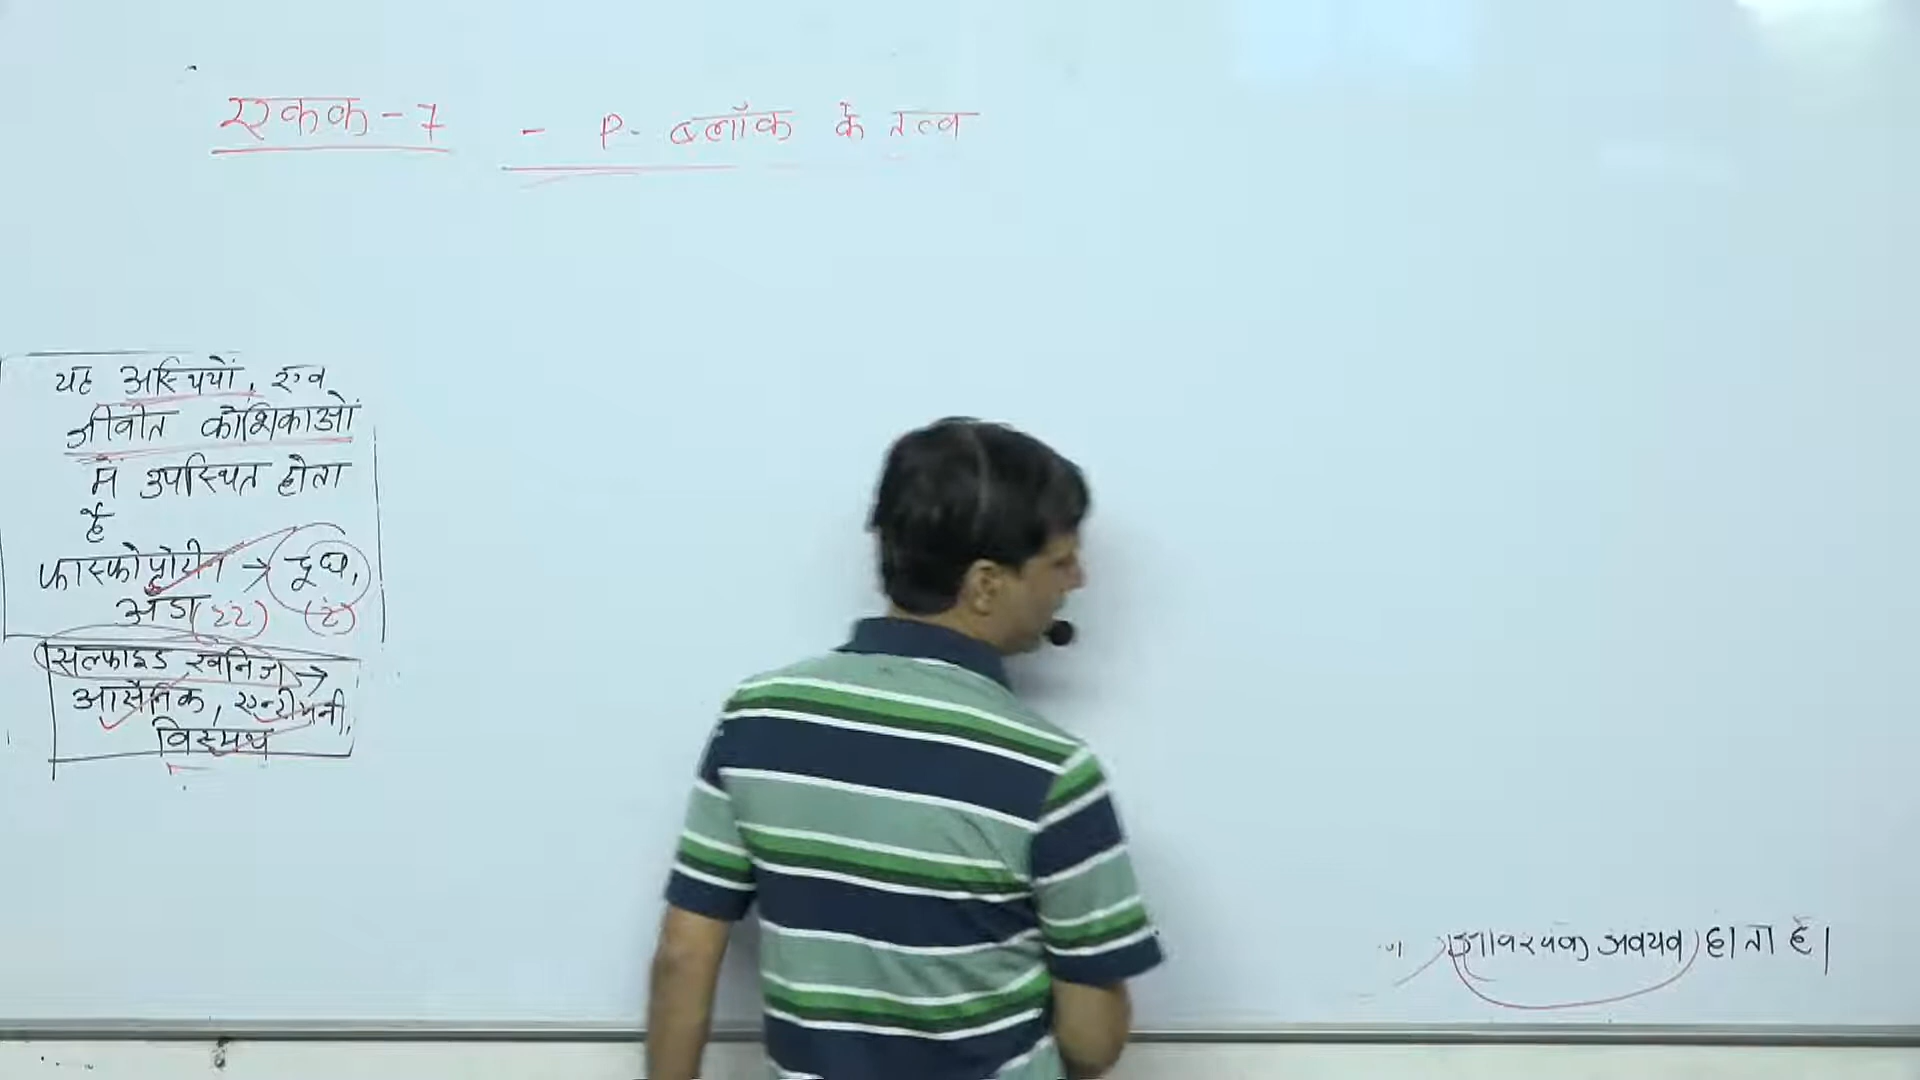 एकक-7 - P- ब्लॉक के तत्व
यह अस्थियों, एव
जीवीत कोशिकाओं
में उपस्थित होता
है
फास्फोप्रोटीन → दूध,
अंडा
सल्फाइड खनिज →
आर्सेनिक, एन्टीमनी,
विस्मथ
आवश्यक अवयव होता है।